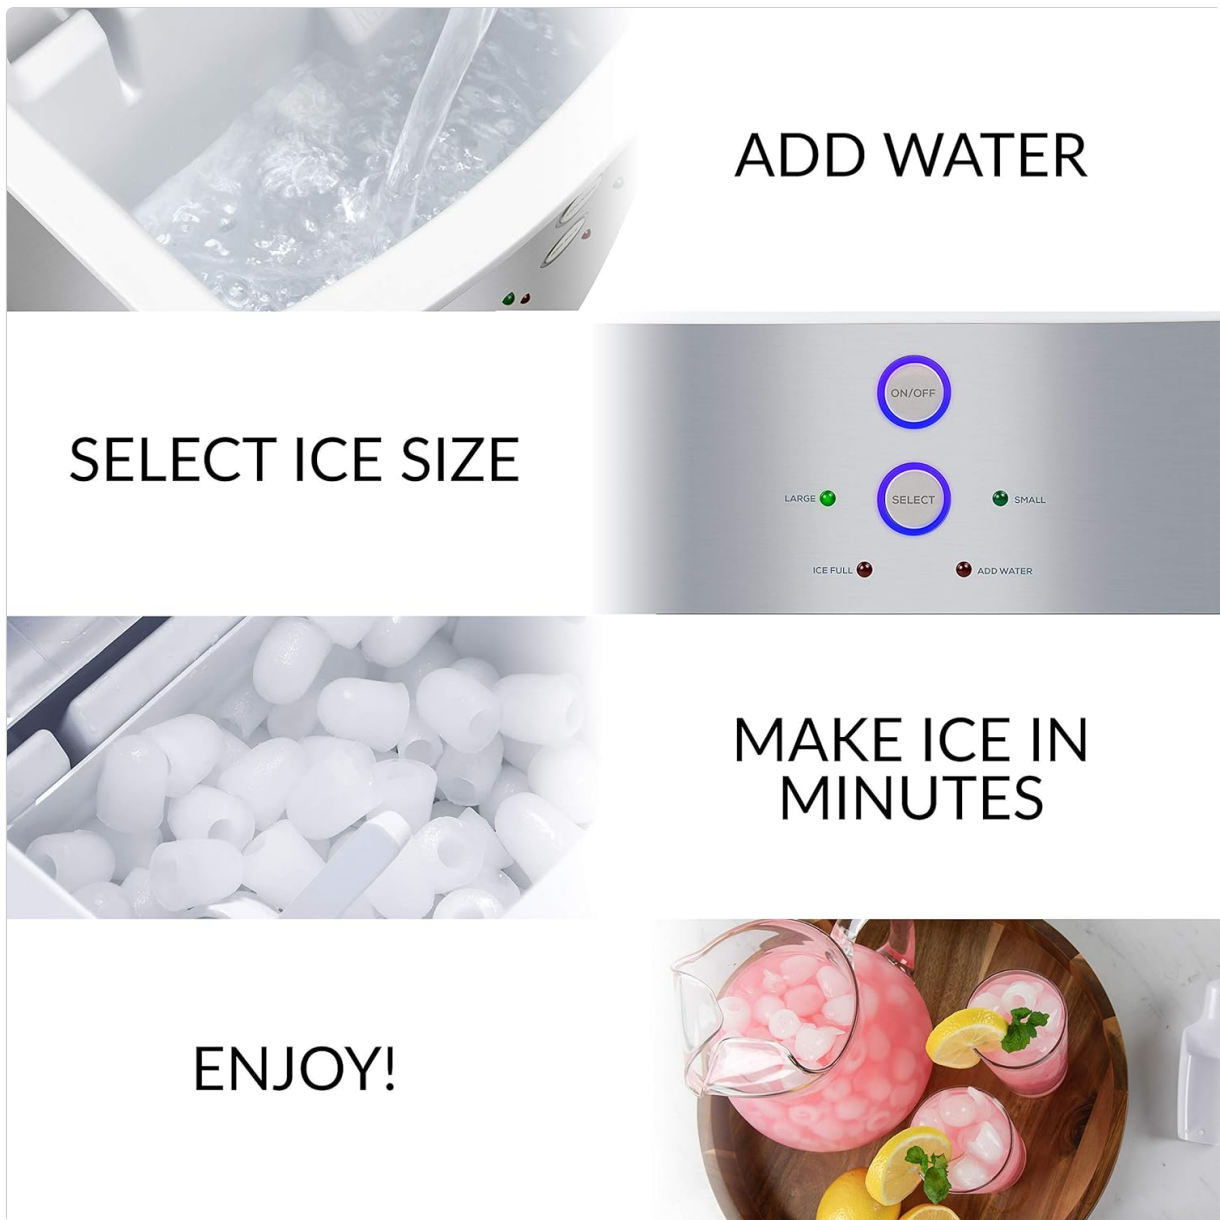 ADD WATER
SELECT ICE SIZE
ON/OFF
LARGE SELECT SMALL
ICE FULL ADD WATER
MAKE ICE IN
MINUTES
ENJOY!